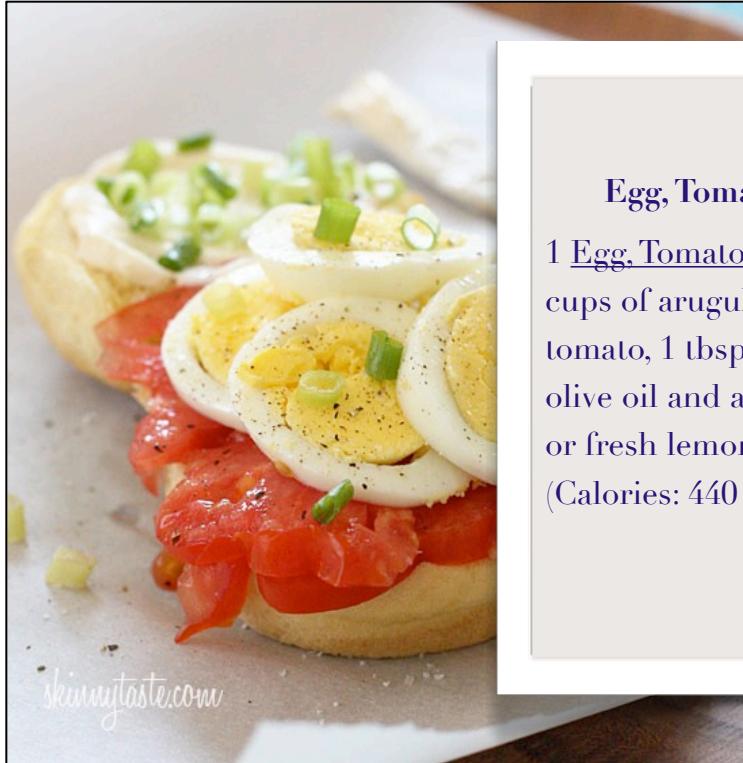 Egg, Toma
1 Egg, Tomato
cups of arugul
tomato, 1 tbsp
olive oil and a
or fresh lemon
(Calories: 440
skinnytaste.com